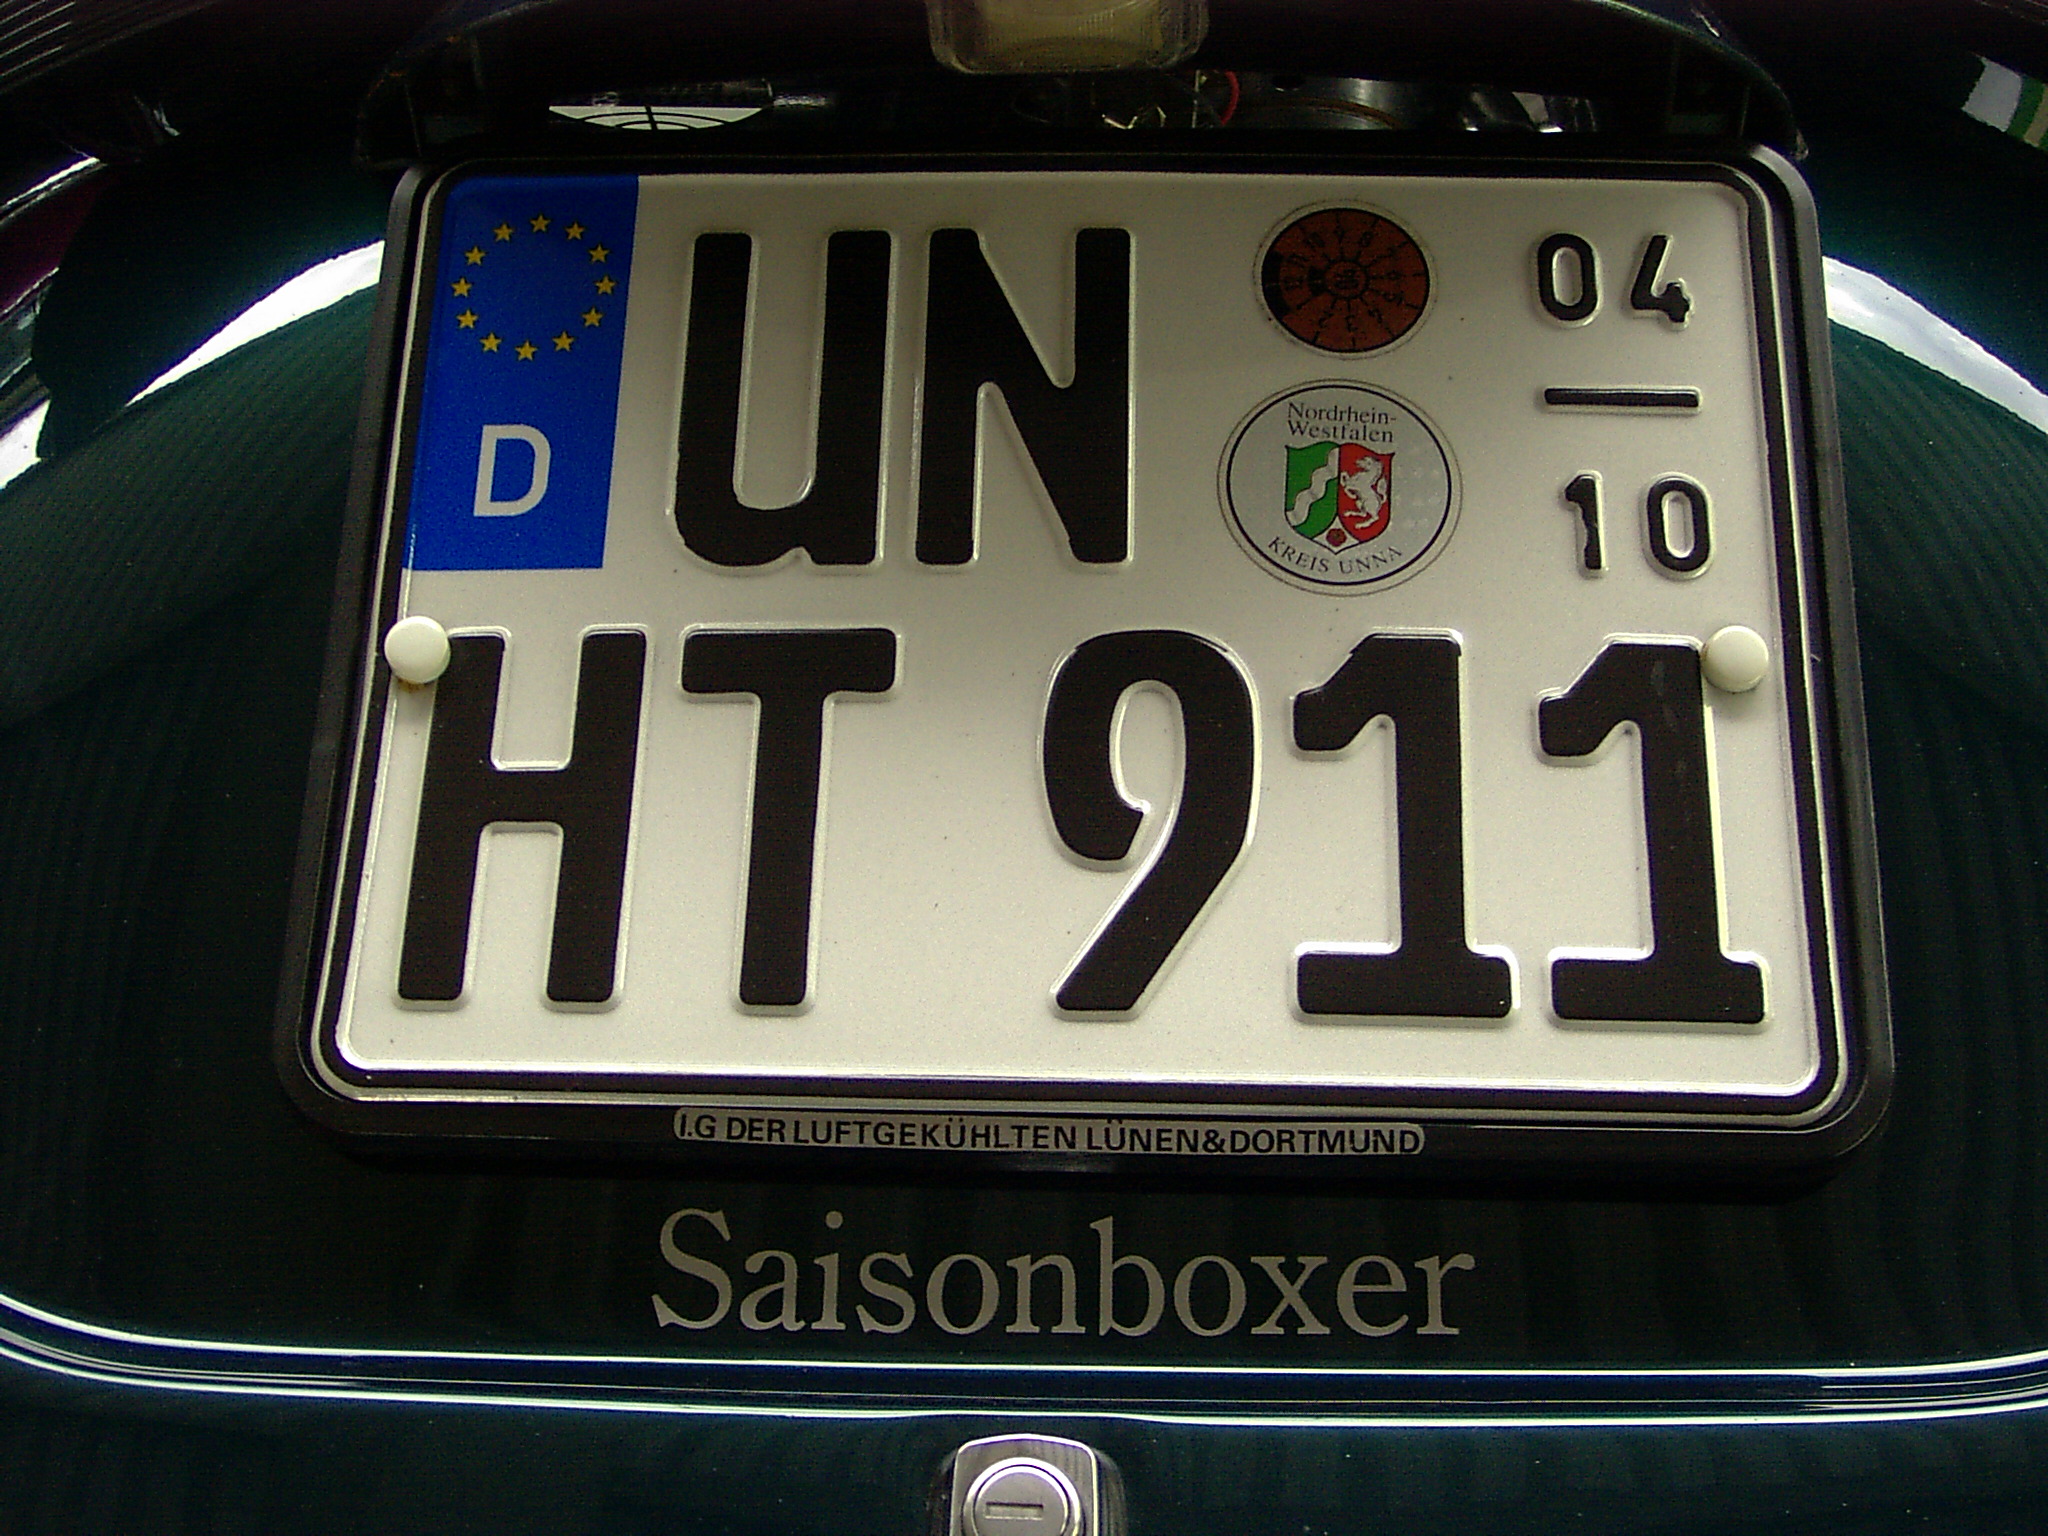 D
UN
04
10
Nordrhein-
Westfalen
KREIS UNNA
HT 911
I.G DER LUFTGEKÜHLTEN LÜNEN&DORTMUND
Saisonboxer